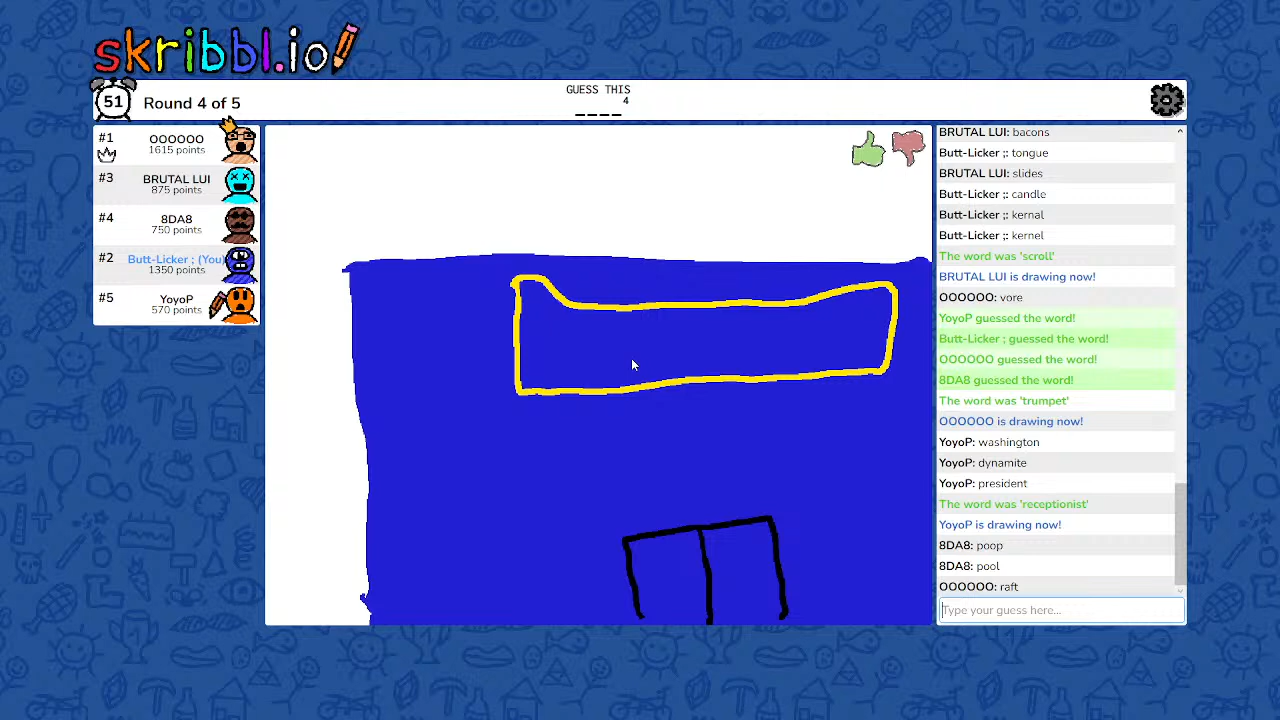 skribbl.io
51
Round 4 of 5
GUESS THIS
4
____
#1
OOOOOO
1615 points
#3
BRUTAL LUI
875 points
#4
8DA8
750 points
#2
Butt-Licker ; (You)
1350 points
#5
YoyoP
570 points
BRUTAL LUI: bacons
Butt-Licker ;: tongue
BRUTAL LUI: slides
Butt-Licker ;: candle
Butt-Licker ;: kernal
Butt-Licker ;: kernel
The word was 'scroll'
BRUTAL LUI is drawing now!
OOOOOO: vore
YoyoP guessed the word!
Butt-Licker ; guessed the word!
OOOOOO guessed the word!
8DA8 guessed the word!
The word was 'trumpet'
OOOOOO is drawing now!
YoyoP: washington
YoyoP: dynamite
YoyoP: president
The word was 'receptionist'
YoyoP is drawing now!
8DA8: poop
8DA8: pool
OOOOOO: raft
Type your guess here...